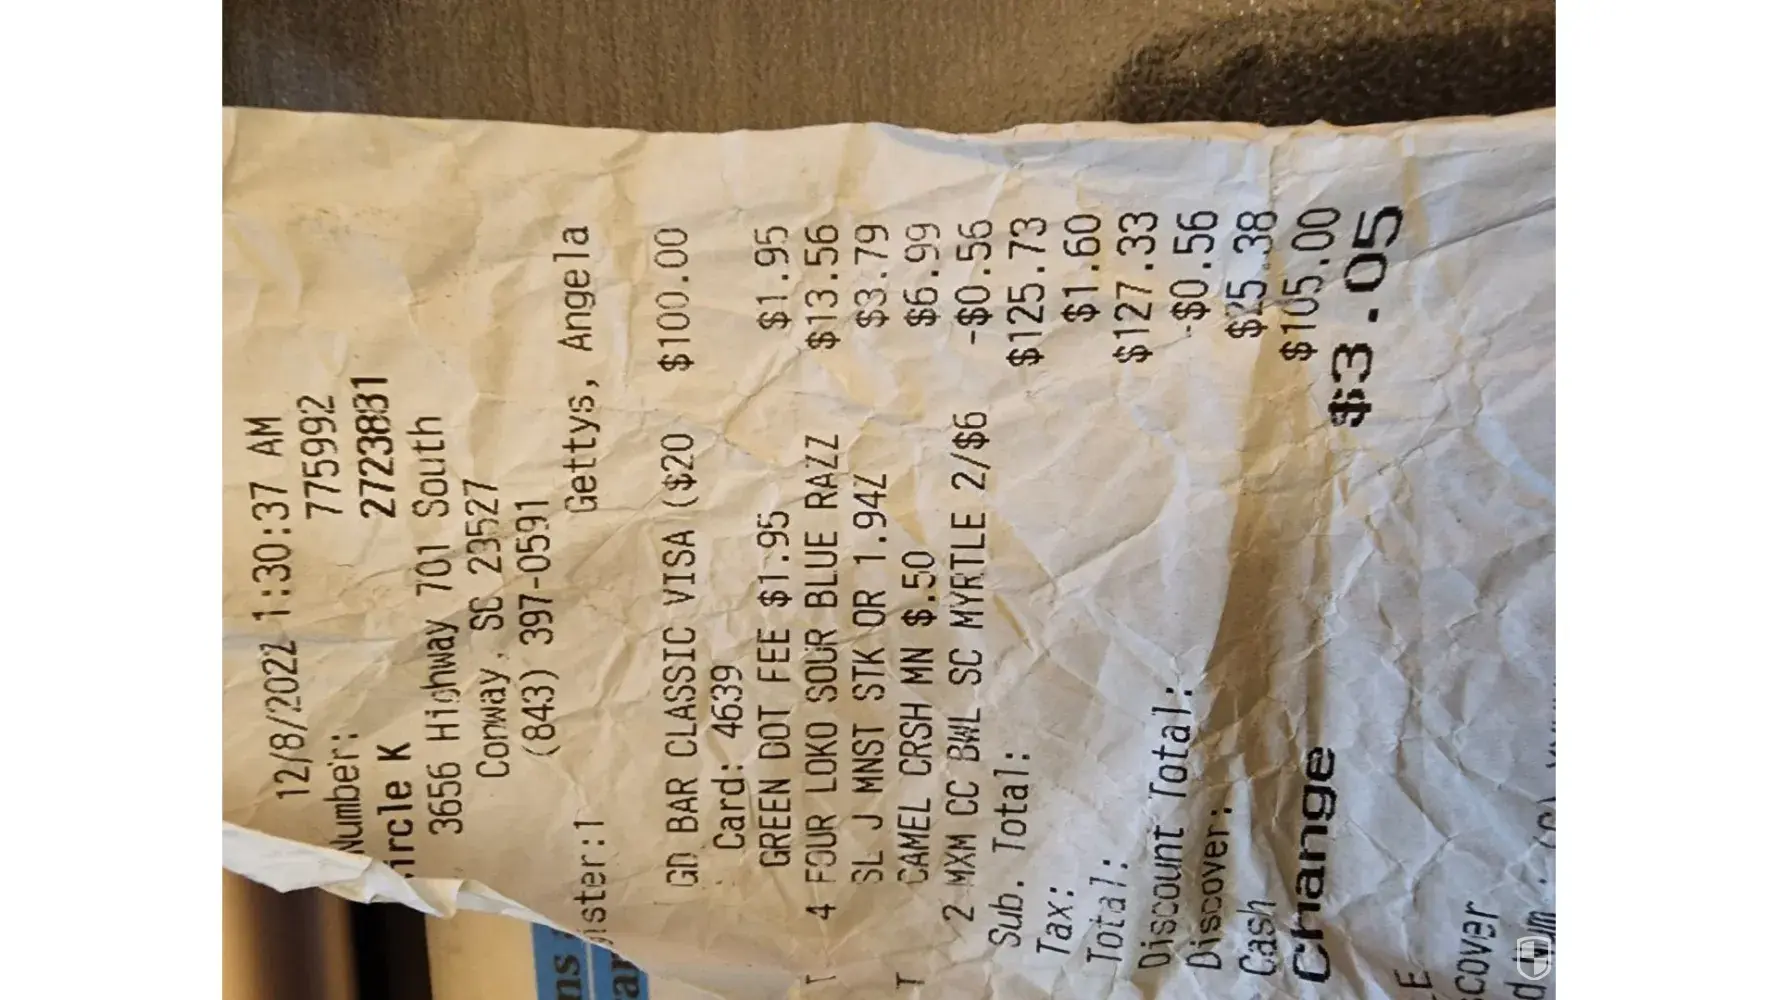 12/8/2022 1:30:37 AM
Number: 775992
ircle K 2723831
3656 Highway 701 South
Conway, SC 23527
(843) 397-0591
ister:1 Gettys, Angela
GD BAR CLASSIC VISA ($20 $100.00
Card: 4639
GREEN DOT FEE $1.95 $1.95
T 4 FOUR LOKO SOUR BLUE RAZZ $13.56
SL J MNST STK OR 1.94Z $3.79
T CAMEL CRSH MN $.50 $6.99
2 MXM CC BWL SC MYRTLE 2/$6 -$0.56
Sub. Total: $125.73
Tax: $1.60
Total: $127.33
Discount Total: -$0.56
Discover: $25.38
Cash $105.00
Change $3.05
cover
ns
ar